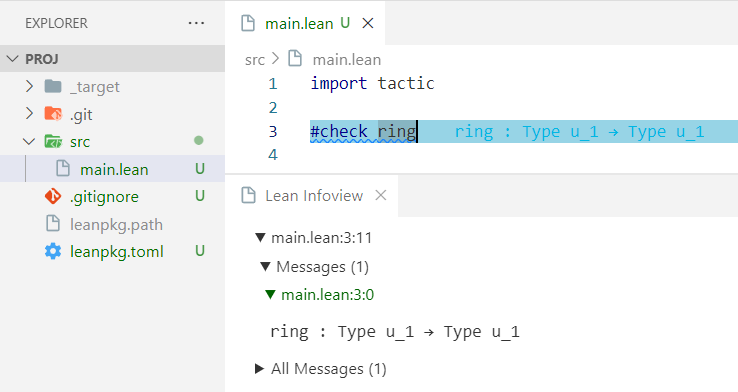 EXPLORER ...
PROJ
_target
.git
src
main.lean U
.gitignore U
leanpkg.path
leanpkg.toml U
main.lean U
src > main.lean
1 import tactic
2
3 #check ring ring : Type u_1 → Type u_1
4
Lean Infoview
main.lean:3:11
Messages (1)
main.lean:3:0
ring : Type u_1 → Type u_1
All Messages (1)